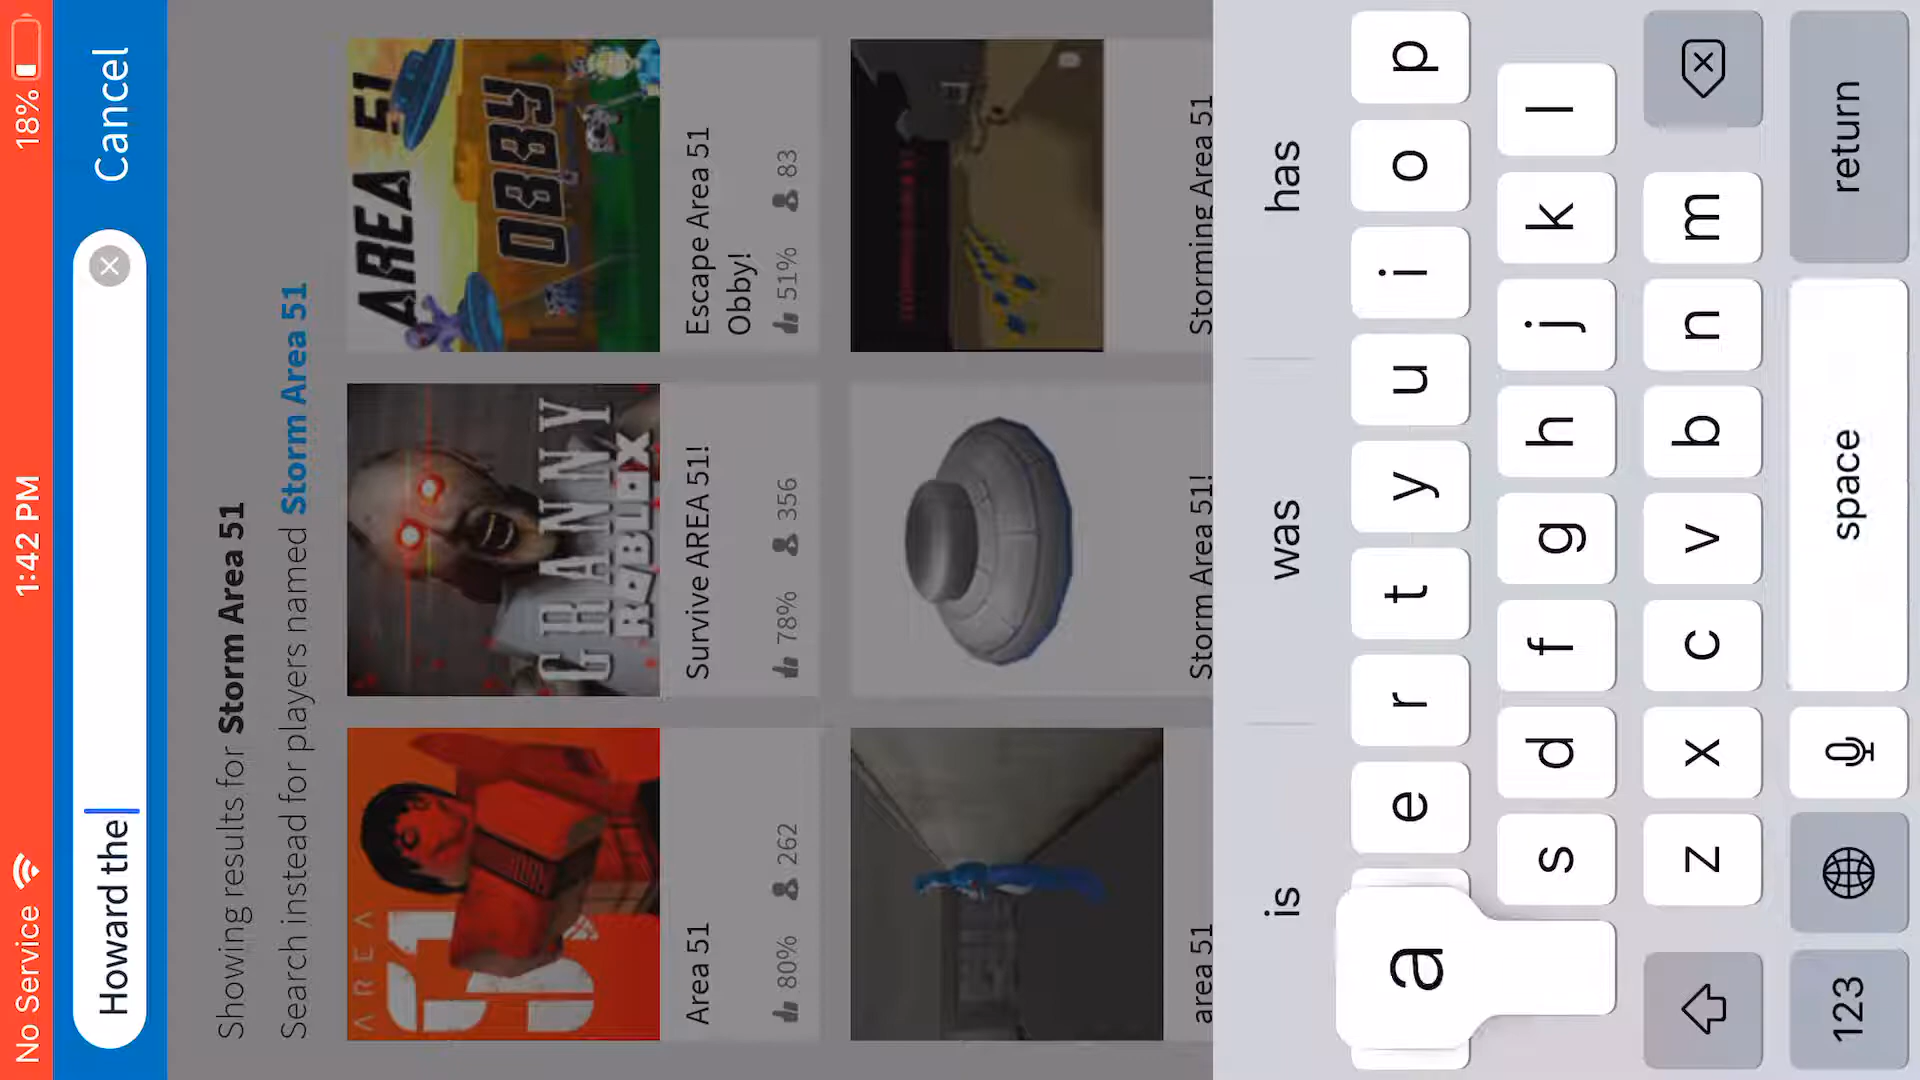 No Service
1:42 PM
18%
Howard the
Cancel
Showing results for Storm Area 51
Search instead for players named Storm Area 51
AREA
51
GRANNY
ROBLOX
AREA 51
OBBY
Area 51
80% 262
Survive AREA 51!
78% 356
Escape Area 51
Obby!
51% 83
area 51
Storm Area 51!
Storming Area 51
is was has
e r t y u i o p
a s d f g h j k l
z x c v b n m
123 space return